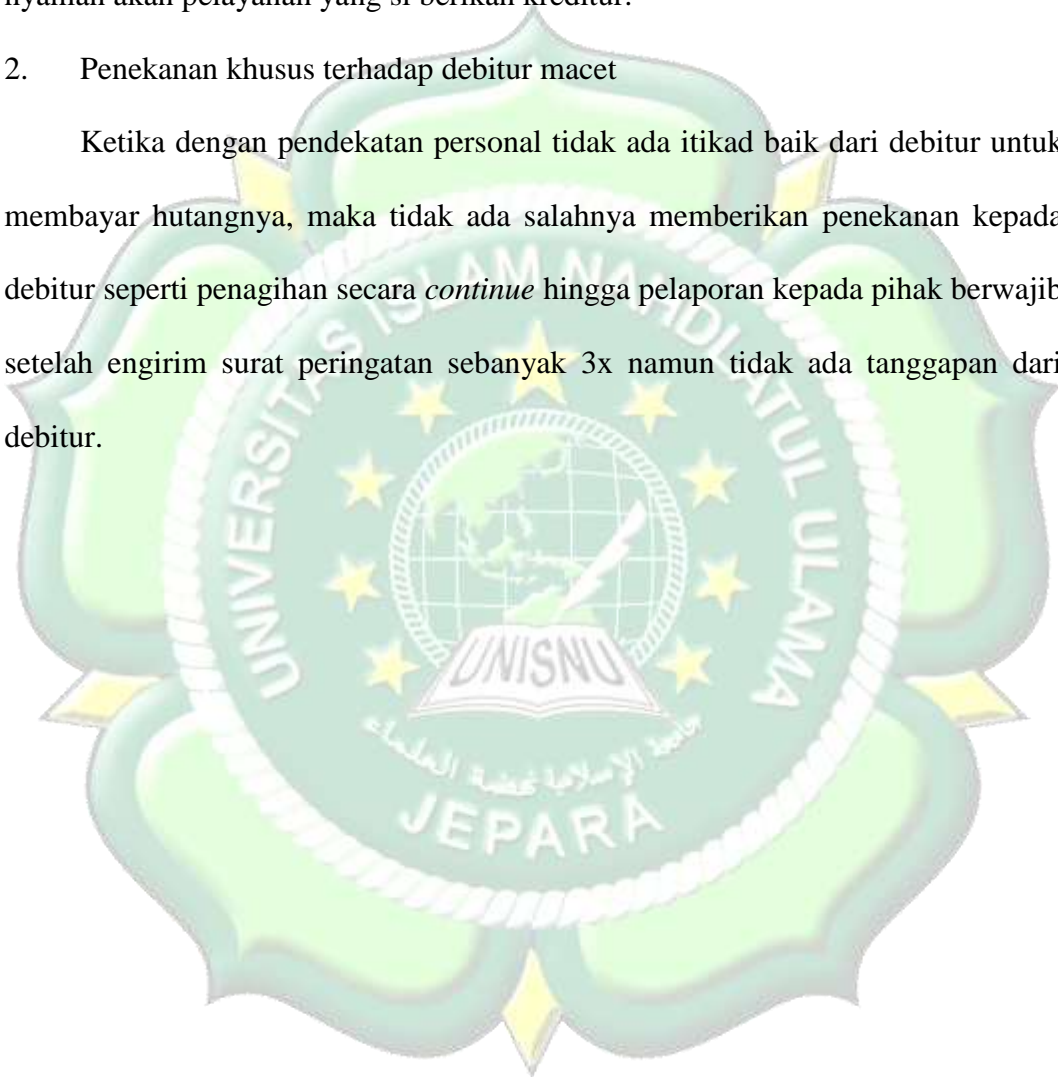 nyaman akan pelayanan yang si berikan kreditur.
2. Penekanan khusus terhadap debitur macet
Ketika dengan pendekatan personal tidak ada itikad baik dari debitur untuk
membayar hutangnya, maka tidak ada salahnya memberikan penekanan kepada
debitur seperti penagihan secara continue hingga pelaporan kepada pihak berwajib
setelah engirim surat peringatan sebanyak 3x namun tidak ada tanggapan dari
debitur.
UNIVERSITAS ISLAM NAHDLATUL ULAMA
UNISNU
JEPARA